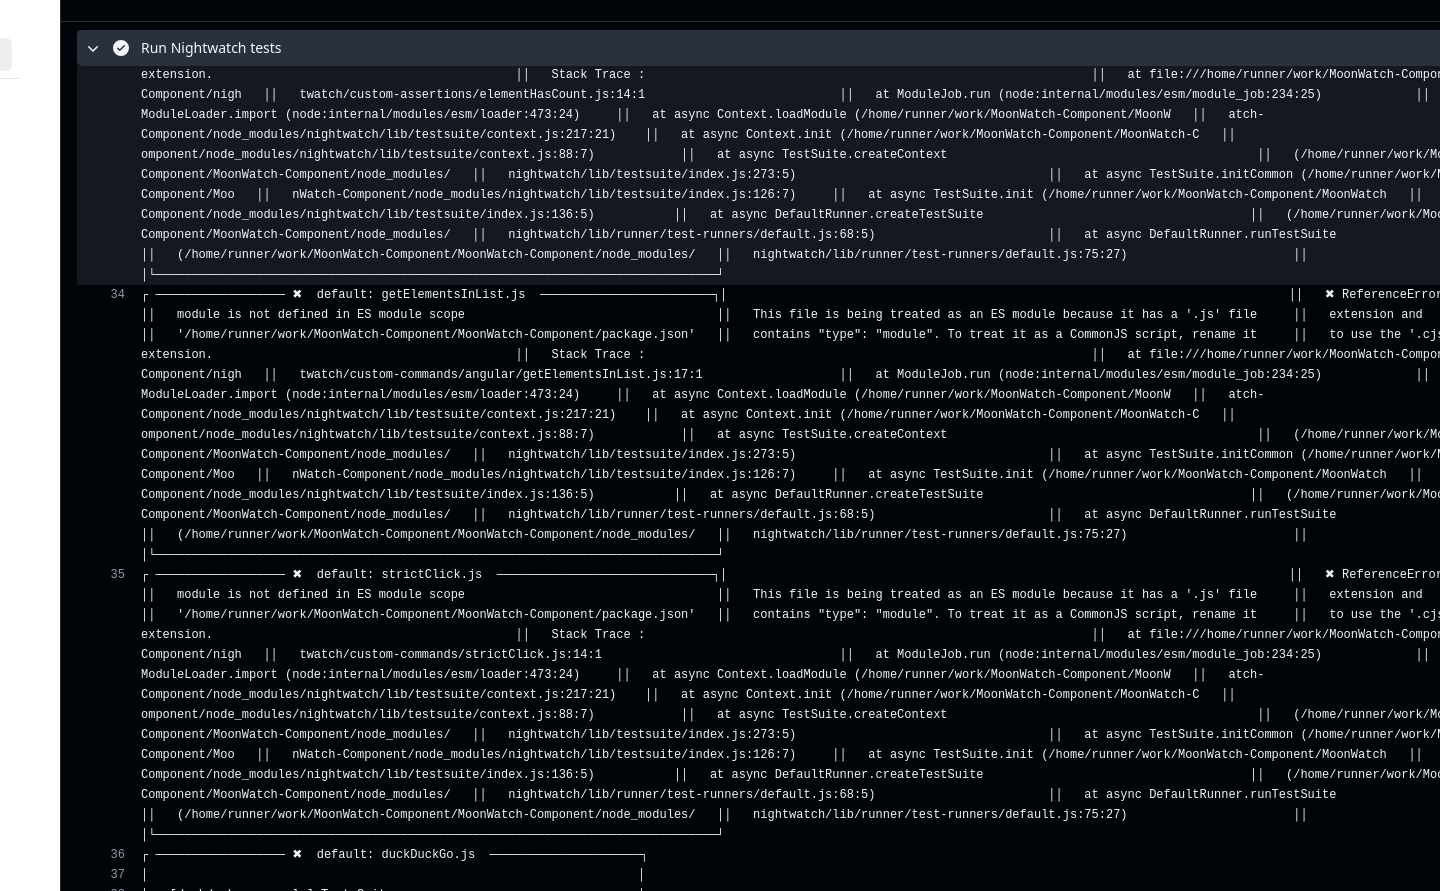 Run Nightwatch tests
extension. || Stack Trace : || at file:///home/runner/work/MoonWatch-Compon
Component/nigh || twatch/custom-assertions/elementHasCount.js:14:1 || at ModuleJob.run (node:internal/modules/esm/module_job:234:25) ||
ModuleLoader.import (node:internal/modules/esm/loader:473:24) || at async Context.loadModule (/home/runner/work/MoonWatch-Component/MoonW || atch-
Component/node_modules/nightwatch/lib/testsuite/context.js:217:21) || at async Context.init (/home/runner/work/MoonWatch-Component/MoonWatch-C ||
omponent/node_modules/nightwatch/lib/testsuite/context.js:88:7) || at async TestSuite.createContext || (/home/runner/work/Mo
Component/MoonWatch-Component/node_modules/ || nightwatch/lib/testsuite/index.js:273:5) || at async TestSuite.initCommon (/home/runner/work/M
Component/Moo || nWatch-Component/node_modules/nightwatch/lib/testsuite/index.js:126:7) || at async TestSuite.init (/home/runner/work/MoonWatch-Component/MoonWatch ||
Component/node_modules/nightwatch/lib/testsuite/index.js:136:5) || at async DefaultRunner.createTestSuite || (/home/runner/work/Moo
Component/MoonWatch-Component/node_modules/ || nightwatch/lib/runner/test-runners/default.js:68:5) || at async DefaultRunner.runTestSuite
|| (/home/runner/work/MoonWatch-Component/MoonWatch-Component/node_modules/ || nightwatch/lib/runner/test-runners/default.js:75:27) ||
34 ┌ ────────────────── ✖ default: getElementsInList.js ────────────────────────┐| || ✖ ReferenceError
|| module is not defined in ES module scope || This file is being treated as an ES module because it has a '.js' file || extension and
|| '/home/runner/work/MoonWatch-Component/MoonWatch-Component/package.json' || contains "type": "module". To treat it as a CommonJS script, rename it || to use the '.cjs
extension. || Stack Trace : || at file:///home/runner/work/MoonWatch-Compon
Component/nigh || twatch/custom-commands/angular/getElementsInList.js:17:1 || at ModuleJob.run (node:internal/modules/esm/module_job:234:25) ||
ModuleLoader.import (node:internal/modules/esm/loader:473:24) || at async Context.loadModule (/home/runner/work/MoonWatch-Component/MoonW || atch-
Component/node_modules/nightwatch/lib/testsuite/context.js:217:21) || at async Context.init (/home/runner/work/MoonWatch-Component/MoonWatch-C ||
omponent/node_modules/nightwatch/lib/testsuite/context.js:88:7) || at async TestSuite.createContext || (/home/runner/work/Mo
Component/MoonWatch-Component/node_modules/ || nightwatch/lib/testsuite/index.js:273:5) || at async TestSuite.initCommon (/home/runner/work/M
Component/Moo || nWatch-Component/node_modules/nightwatch/lib/testsuite/index.js:126:7) || at async TestSuite.init (/home/runner/work/MoonWatch-Component/MoonWatch ||
Component/node_modules/nightwatch/lib/testsuite/index.js:136:5) || at async DefaultRunner.createTestSuite || (/home/runner/work/Moo
Component/MoonWatch-Component/node_modules/ || nightwatch/lib/runner/test-runners/default.js:68:5) || at async DefaultRunner.runTestSuite
|| (/home/runner/work/MoonWatch-Component/MoonWatch-Component/node_modules/ || nightwatch/lib/runner/test-runners/default.js:75:27) ||
35 ┌ ────────────────── ✖ default: strictClick.js ──────────────────────────────┐| || ✖ ReferenceError
|| module is not defined in ES module scope || This file is being treated as an ES module because it has a '.js' file || extension and
|| '/home/runner/work/MoonWatch-Component/MoonWatch-Component/package.json' || contains "type": "module". To treat it as a CommonJS script, rename it || to use the '.cjs
extension. || Stack Trace : || at file:///home/runner/work/MoonWatch-Compon
Component/nigh || twatch/custom-commands/strictClick.js:14:1 || at ModuleJob.run (node:internal/modules/esm/module_job:234:25) ||
ModuleLoader.import (node:internal/modules/esm/loader:473:24) || at async Context.loadModule (/home/runner/work/MoonWatch-Component/MoonW || atch-
Component/node_modules/nightwatch/lib/testsuite/context.js:217:21) || at async Context.init (/home/runner/work/MoonWatch-Component/MoonWatch-C ||
omponent/node_modules/nightwatch/lib/testsuite/context.js:88:7) || at async TestSuite.createContext || (/home/runner/work/Mo
Component/MoonWatch-Component/node_modules/ || nightwatch/lib/testsuite/index.js:273:5) || at async TestSuite.initCommon (/home/runner/work/M
Component/Moo || nWatch-Component/node_modules/nightwatch/lib/testsuite/index.js:126:7) || at async TestSuite.init (/home/runner/work/MoonWatch-Component/MoonWatch ||
Component/node_modules/nightwatch/lib/testsuite/index.js:136:5) || at async DefaultRunner.createTestSuite || (/home/runner/work/Moo
Component/MoonWatch-Component/node_modules/ || nightwatch/lib/runner/test-runners/default.js:68:5) || at async DefaultRunner.runTestSuite
|| (/home/runner/work/MoonWatch-Component/MoonWatch-Component/node_modules/ || nightwatch/lib/runner/test-runners/default.js:75:27) ||
36 ┌ ────────────────── ✖ default: duckDuckGo.js ─────────────────────┐
37 | |